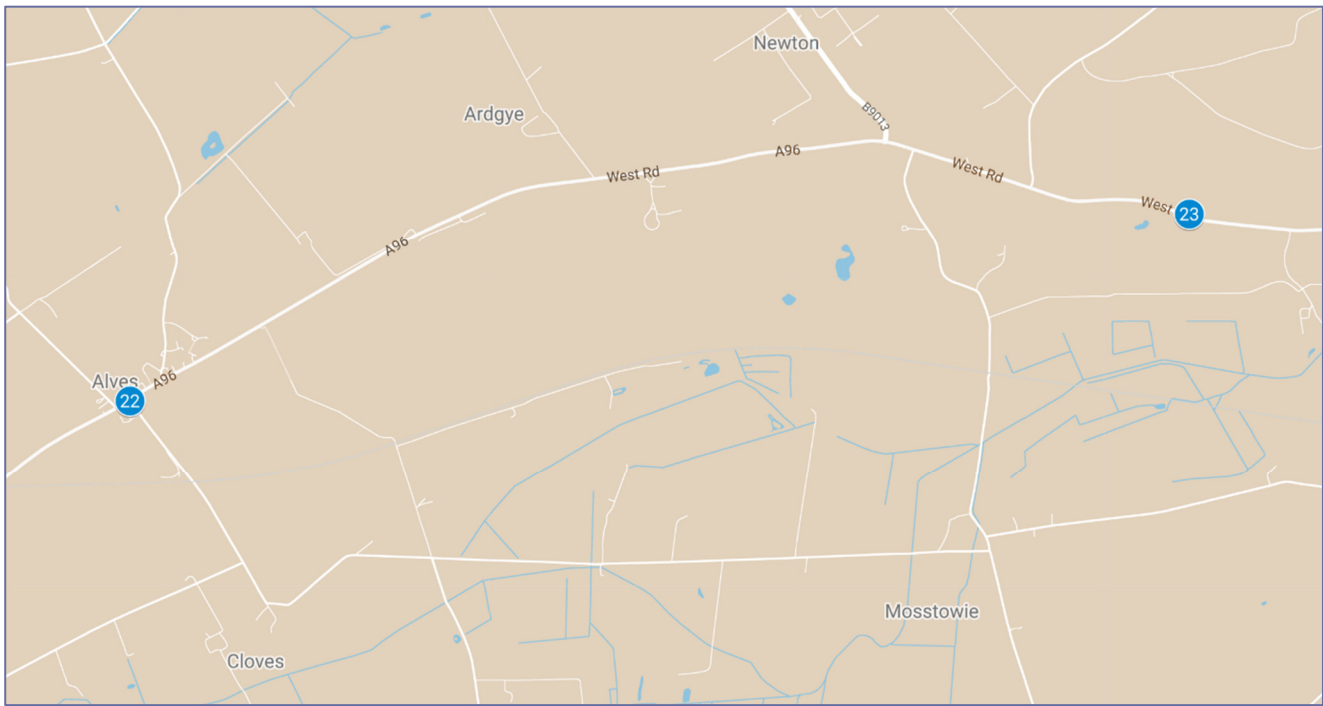 Newton
Ardgye
B9013
A96
West Rd
West Rd
West
23
A96
Alves
A96
22
Mosstowie
Cloves